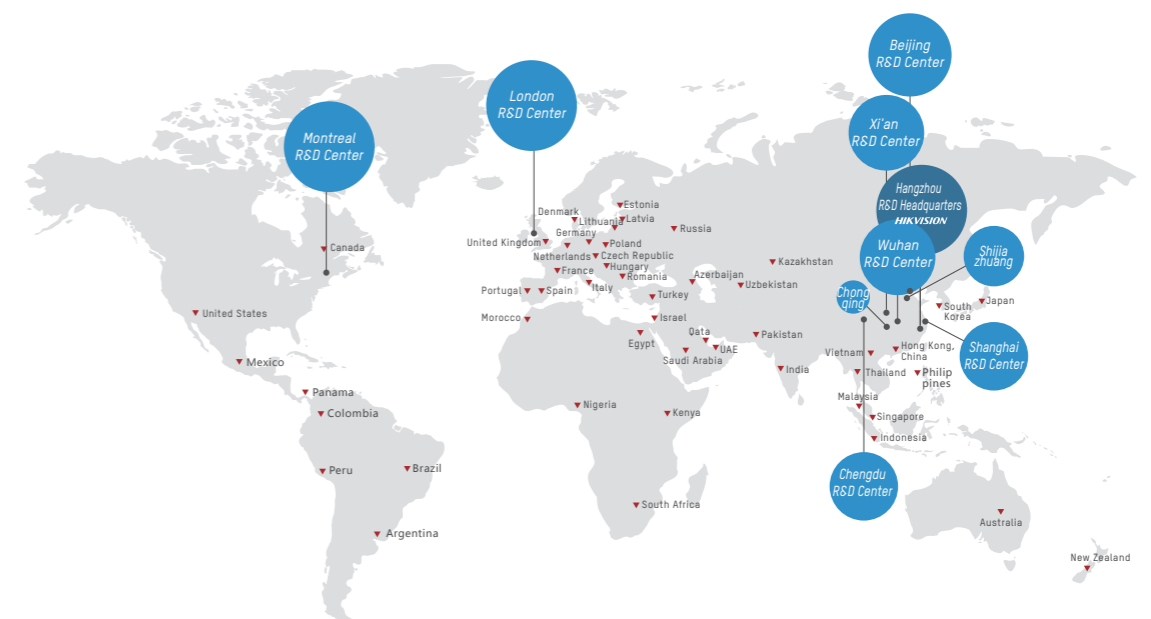 Beijing
R&D Center
London
R&D Center
Xi'an
R&D Center
Montreal
R&D Center
Hangzhou
R&D Headquarters
HIKVISION
Wuhan
R&D Center
Shijia
zhuang
Chong
qing
Shanghai
R&D Center
Chengdu
R&D Center
Estonia
Denmark
Lithuania
Latvia
Russia
Germany
United Kingdom
Poland
Netherlands
Czech Republic
Hungary
France
Romania
Italy
Portugal
Spain
Turkey
Azerbaijan
Kazakhstan
Uzbekistan
Canada
United States
Mexico
Panama
Colombia
Peru
Brazil
Argentina
Morocco
Israel
Egypt
Qata
UAE
Saudi Arabia
Pakistan
India
Nigeria
Kenya
South Africa
South
Korea
Japan
Hong Kong,
China
Vietnam
Thailand
Philip
pines
Malaysia
Singapore
Indonesia
Australia
New Zealand